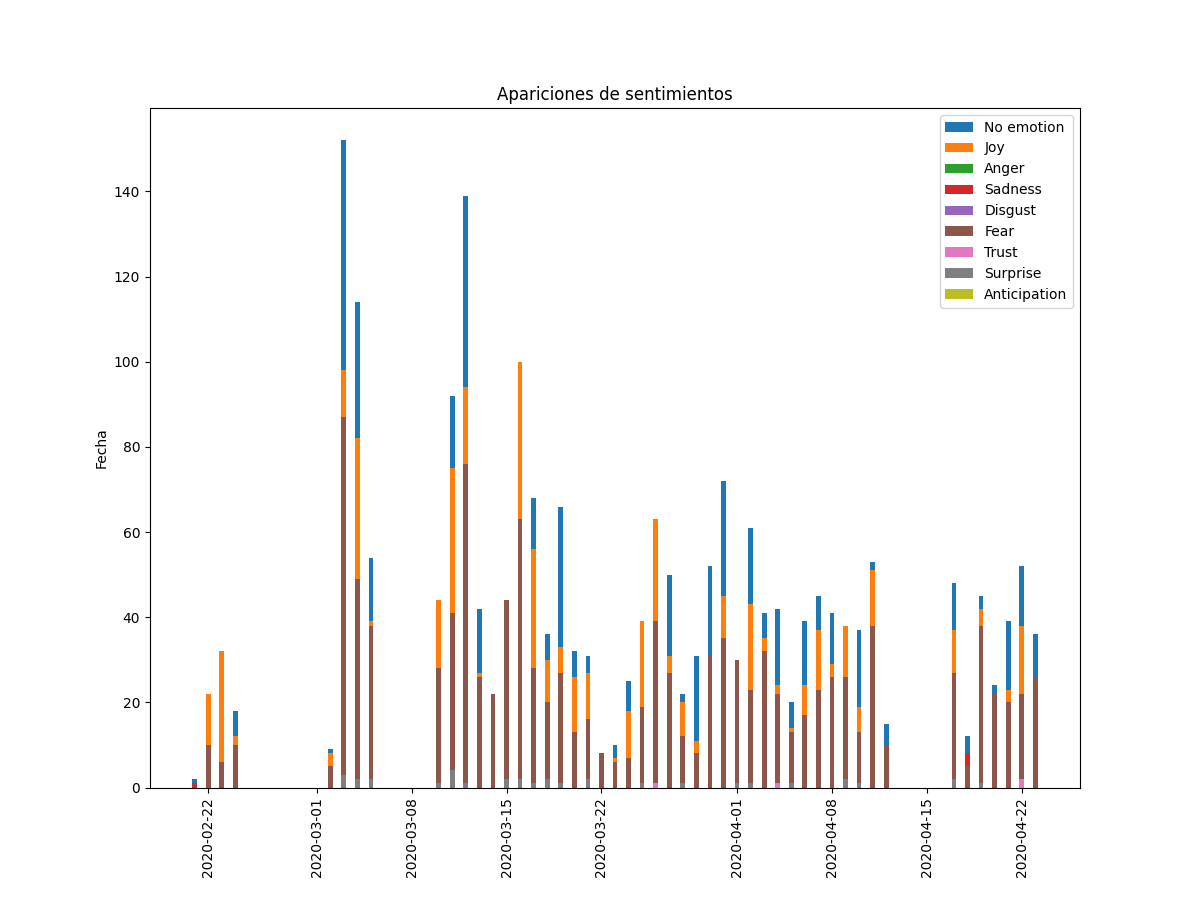 Apariciones de sentimientos
No emotion
Joy
Anger
Sadness
Disgust
Fear
Trust
Surprise
Anticipation
Fecha
140
120
100
80
60
40
20
0
2020-02-22
2020-03-01
2020-03-08
2020-03-15
2020-03-22
2020-04-01
2020-04-08
2020-04-15
2020-04-22